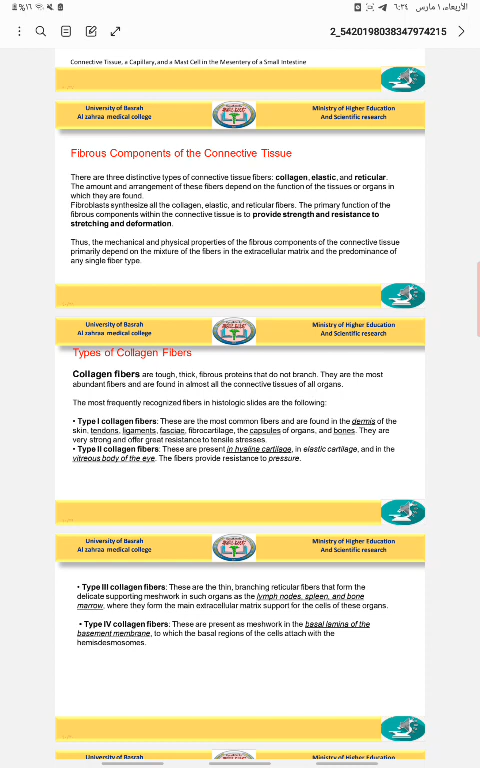 الأربعاء، ١ مارس ٦:٢٤
%١٦
2_5420198038347974215
Connective Tissue, a Capillary, and a Mast Cell in the Mesentery of a Small Intestine
University of Basrah
Al zahraa medical college
Ministry of Higher Education
And Scientific research
Fibrous Components of the Connective Tissue
There are three distinctive types of connective tissue fibers: collagen, elastic, and reticular.
The amount and arrangement of these fibers depend on the function of the tissues or organs in
which they are found.
Fibroblasts synthesize all the collagen, elastic, and reticular fibers. The primary function of the
fibrous components within the connective tissue is to provide strength and resistance to
stretching and deformation.
Thus, the mechanical and physical properties of the fibrous components of the connective tissue
primarily depend on the mixture of the fibers in the extracellular matrix and the predominance of
any single fiber type.
University of Basrah
Al zahraa medical college
Ministry of Higher Education
And Scientific research
Types of Collagen Fibers
Collagen fibers are tough, thick, fibrous proteins that do not branch. They are the most
abundant fibers and are found in almost all the connective tissues of all organs.
The most frequently recognized fibers in histologic slides are the following:
• Type I collagen fibers: These are the most common fibers and are found in the dermis of the
skin, tendons, ligaments, fasciae, fibrocartilage, the capsules of organs, and bones. They are
very strong and offer great resistance to tensile stresses.
• Type II collagen fibers: These are present in hyaline cartilage, in elastic cartilage, and in the
vitreous body of the eye. The fibers provide resistance to pressure.
University of Basrah
Al zahraa medical college
Ministry of Higher Education
And Scientific research
• Type III collagen fibers: These are the thin, branching reticular fibers that form the
delicate supporting meshwork in such organs as the lymph nodes, spleen, and bone
marrow, where they form the main extracellular matrix support for the cells of these organs.
• Type IV collagen fibers: These are present as meshwork in the basal lamina of the
basement membrane, to which the basal regions of the cells attach with the
hemisdesmosomes.
University of Basrah
Ministry of Higher Education